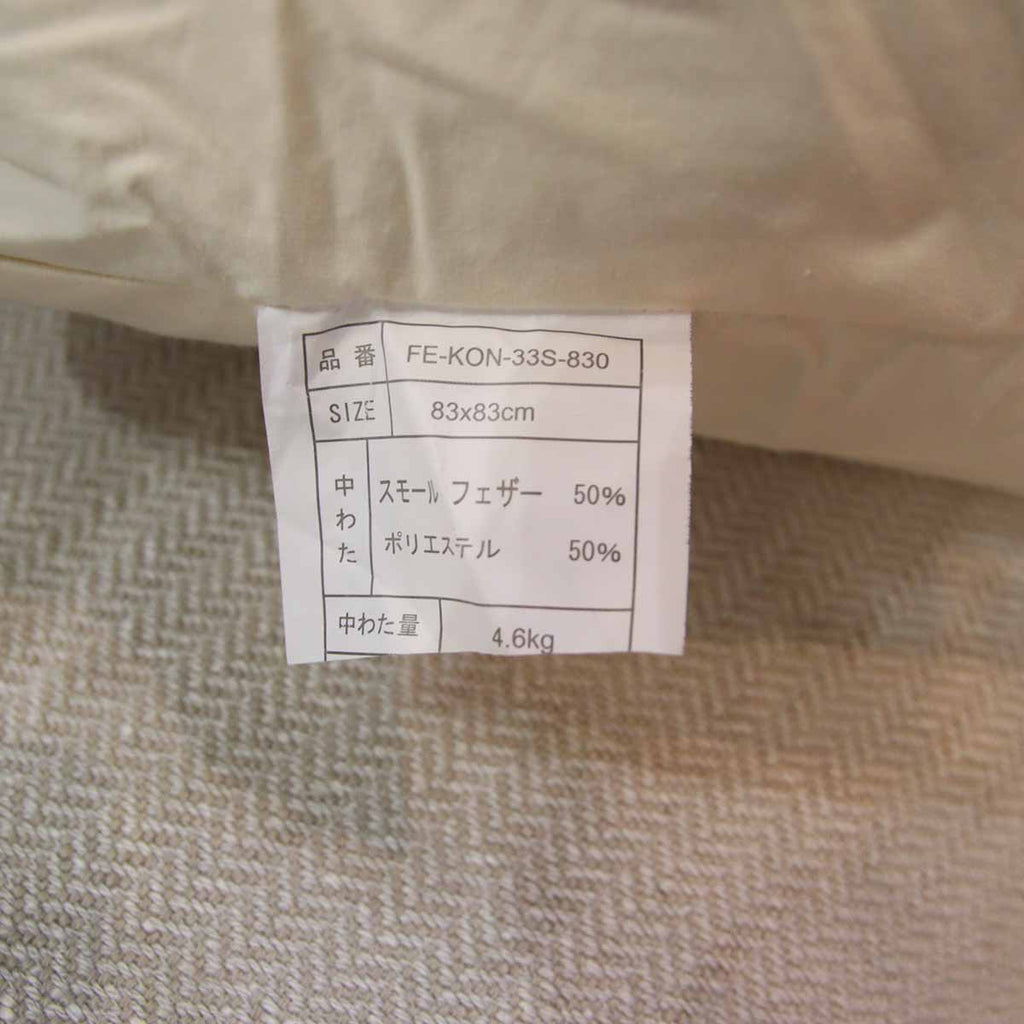 品番 FE-KON-33S-830
SIZE 83x83cm
中わた スモール フェザー 50%
ポリエステル 50%
中わた量 4.6kg